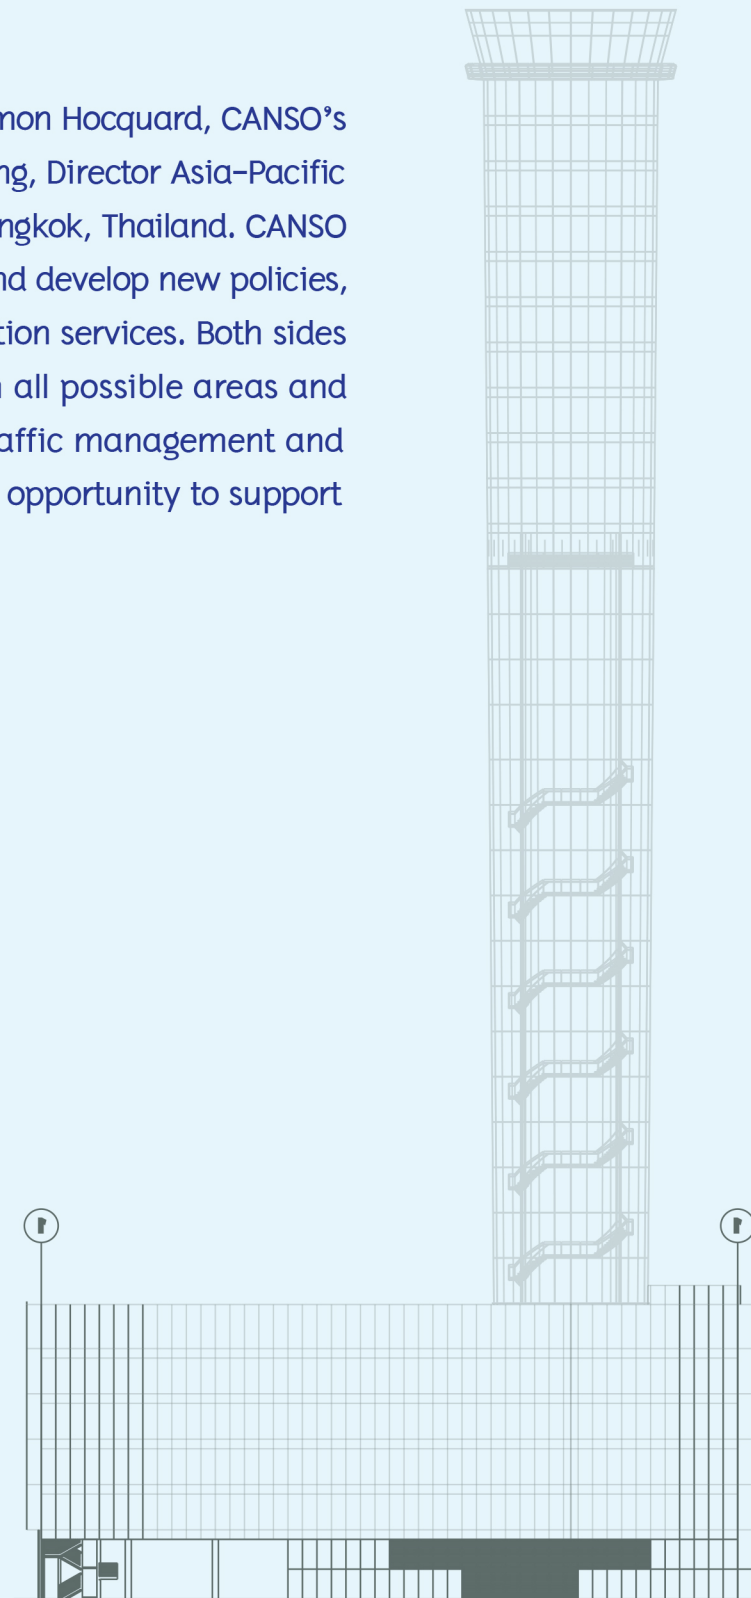 mon Hocquard, CANSO's
ng, Director Asia-Pacific
ngkok, Thailand. CANSO
nd develop new policies,
tion services. Both sides
all possible areas and
affic management and
opportunity to support